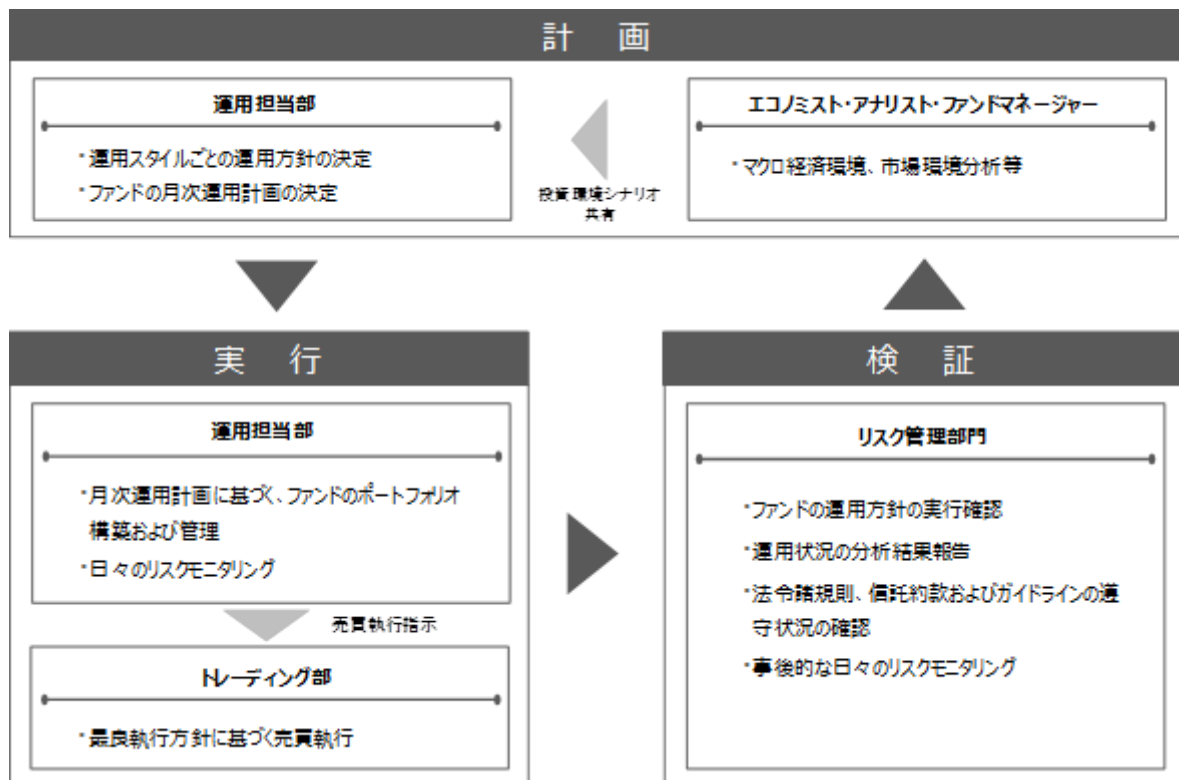 計 画
運用担当部
・運用スタイルごとの運用方針の決定
・ファンドの月次運用計画の決定
投資環境シナリオ
共有
エコノミスト・アナリスト・ファンドマネージャー
・マクロ経済環境、市場環境分析等
実 行
運用担当部
・月次運用計画に基づく、ファンドのポートフォリオ
構築および管理
・日々のリスクモニタリング
売買執行指示
トレーディング部
・最良執行方針に基づく売買執行
検 証
リスク管理部門
・ファンドの運用方針の実行確認
・運用状況の分析結果報告
・法令諸規則、信託約款およびガイドラインの遵
守状況の確認
・事後的な日々のリスクモニタリング